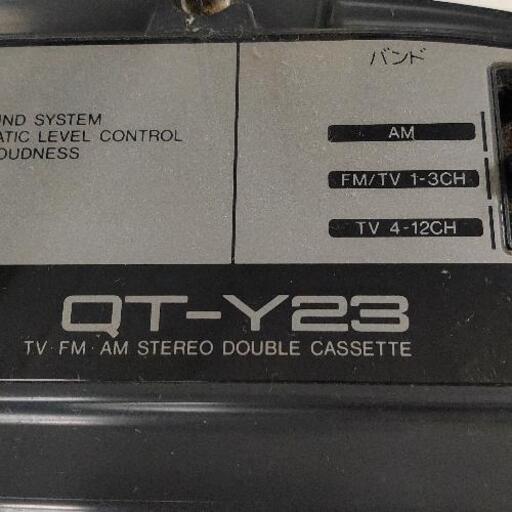 UND SYSTEM
ATIC LEVEL CONTROL
OUDNESS
バンド
AM
FM/TV 1-3CH
TV 4-12CH
QT-Y23
TV·FM·AM STEREO DOUBLE CASSETTE